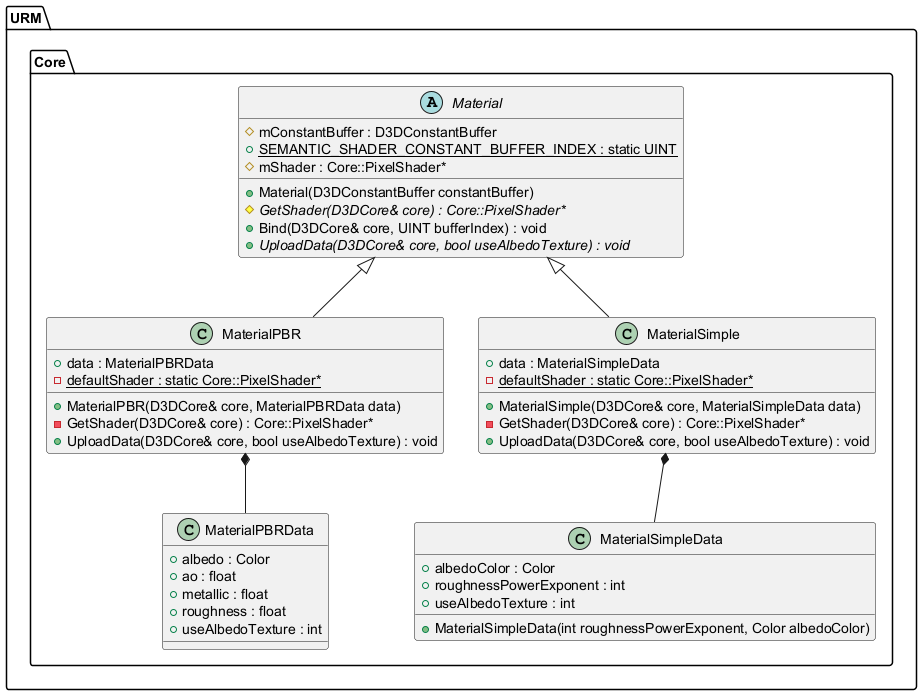 URM
Core
A Material
mConstantBuffer : D3DConstantBuffer
SEMANTIC_SHADER_CONSTANT_BUFFER_INDEX : static UINT
mShader : Core::PixelShader*
Material(D3DConstantBuffer constantBuffer)
GetShader(D3DCore& core) : Core::PixelShader*
Bind(D3DCore& core, UINT bufferIndex) : void
UploadData(D3DCore& core, bool useAlbedoTexture) : void
C MaterialPBR
data : MaterialPBRData
defaultShader : static Core::PixelShader*
MaterialPBR(D3DCore& core, MaterialPBRData data)
GetShader(D3DCore& core) : Core::PixelShader*
UploadData(D3DCore& core, bool useAlbedoTexture) : void
C MaterialSimple
data : MaterialSimpleData
defaultShader : static Core::PixelShader*
MaterialSimple(D3DCore& core, MaterialSimpleData data)
GetShader(D3DCore& core) : Core::PixelShader*
UploadData(D3DCore& core, bool useAlbedoTexture) : void
C MaterialPBRData
albedo : Color
ao : float
metallic : float
roughness : float
useAlbedoTexture : int
C MaterialSimpleData
albedoColor : Color
roughnessPowerExponent : int
useAlbedoTexture : int
MaterialSimpleData(int roughnessPowerExponent, Color albedoColor)